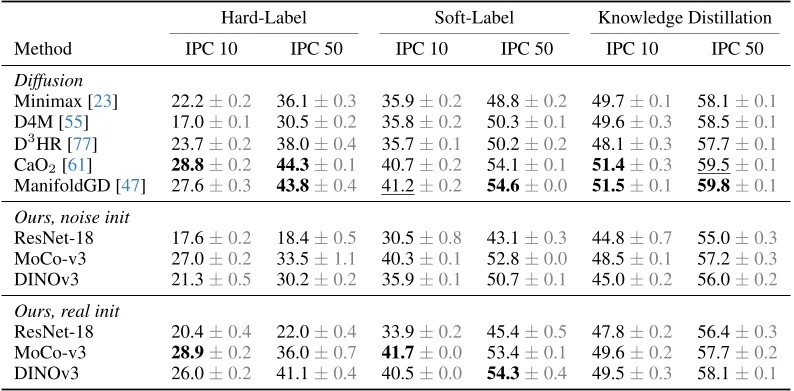 Hard-Label Soft-Label Knowledge Distillation
Method IPC 10 IPC 50 IPC 10 IPC 50 IPC 10 IPC 50
Diffusion
Minimax [23] 22.2 ± 0.2 36.1 ± 0.3 35.9 ± 0.2 48.8 ± 0.2 49.7 ± 0.1 58.1 ± 0.1
D4M [55] 17.0 ± 0.1 30.5 ± 0.2 35.8 ± 0.2 50.3 ± 0.1 49.6 ± 0.3 58.5 ± 0.1
D³HR [77] 23.7 ± 0.2 38.0 ± 0.4 35.7 ± 0.1 50.2 ± 0.2 48.1 ± 0.3 57.7 ± 0.1
CaO₂ [61] 28.8 ± 0.2 44.3 ± 0.1 40.7 ± 0.2 54.1 ± 0.1 51.4 ± 0.3 59.5 ± 0.1
ManifoldGD [47] 27.6 ± 0.3 43.8 ± 0.4 41.2 ± 0.2 54.6 ± 0.0 51.5 ± 0.1 59.8 ± 0.1
Ours, noise init
ResNet-18 17.6 ± 0.2 18.4 ± 0.5 30.5 ± 0.8 43.1 ± 0.3 44.8 ± 0.7 55.0 ± 0.3
MoCo-v3 27.0 ± 0.2 33.5 ± 1.1 40.3 ± 0.1 52.8 ± 0.0 48.5 ± 0.1 57.2 ± 0.3
DINOv3 21.3 ± 0.5 30.2 ± 0.2 35.9 ± 0.1 50.7 ± 0.1 45.0 ± 0.2 56.0 ± 0.2
Ours, real init
ResNet-18 20.4 ± 0.4 22.0 ± 0.4 33.9 ± 0.2 45.4 ± 0.5 47.8 ± 0.2 56.4 ± 0.3
MoCo-v3 28.9 ± 0.2 36.0 ± 0.7 41.7 ± 0.0 53.4 ± 0.1 49.6 ± 0.2 57.7 ± 0.2
DINOv3 26.0 ± 0.2 41.1 ± 0.4 40.5 ± 0.0 54.3 ± 0.4 49.5 ± 0.3 58.1 ± 0.1